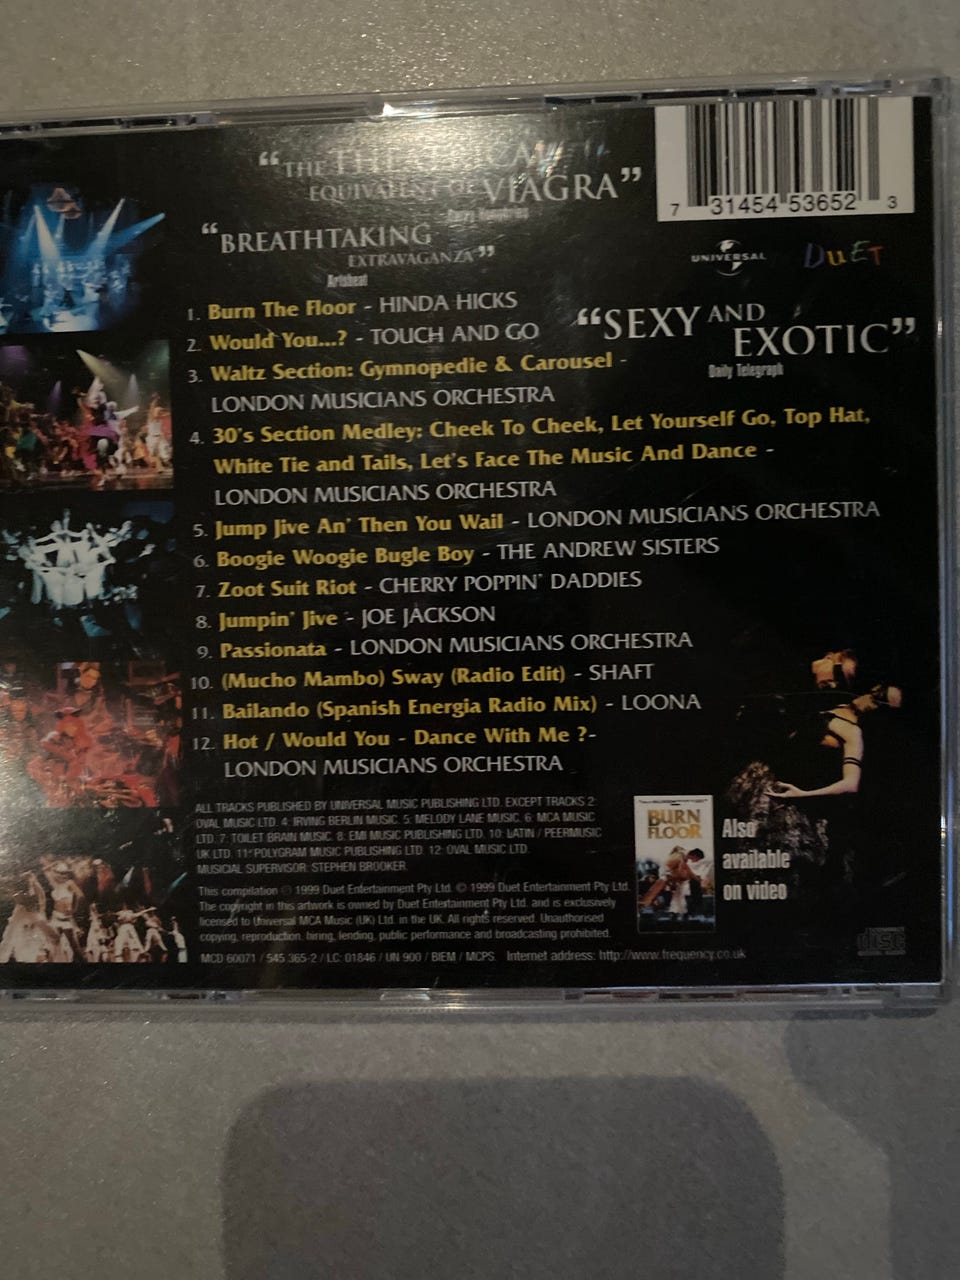 “THE THEATRICAL
EQUIVALENT OF VIAGRA”
Barry Humphries
“BREATHTAKING
EXTRAVAGANZA”
Artsbeat
7 31454 53652 3
UNIVERSAL
DUET
“SEXY AND
EXOTIC”
Daily Telegraph
1. Burn The Floor - HINDA HICKS
2. Would You...? - TOUCH AND GO
3. Waltz Section: Gymnopedie & Carousel -
LONDON MUSICIANS ORCHESTRA
4. 30's Section Medley: Cheek To Cheek, Let Yourself Go, Top Hat,
White Tie and Tails, Let's Face The Music And Dance -
LONDON MUSICIANS ORCHESTRA
5. Jump Jive An' Then You Wail - LONDON MUSICIANS ORCHESTRA
6. Boogie Woogie Bugle Boy - THE ANDREW SISTERS
7. Zoot Suit Riot - CHERRY POPPIN' DADDIES
8. Jumpin' Jive - JOE JACKSON
9. Passionata - LONDON MUSICIANS ORCHESTRA
10. (Mucho Mambo) Sway (Radio Edit) - SHAFT
11. Bailando (Spanish Energia Radio Mix) - LOONA
12. Hot / Would You - Dance With Me ?-
LONDON MUSICIANS ORCHESTRA
ALL TRACKS PUBLISHED BY UNIVERSAL MUSIC PUBLISHING LTD. EXCEPT TRACKS 2:
OVAL MUSIC LTD. 4: IRVING BERLIN MUSIC. 5: MELODY LANE MUSIC. 6: MCA MUSIC
LTD. 7: TOILET BRAIN MUSIC. 8: EMI MUSIC PUBLISHING LTD. 10: LATIN / PEERMUSIC
UK LTD. 11: POLYGRAM MUSIC PUBLISHING LTD. 12: OVAL MUSIC LTD.
MUSICIAL SUPERVISOR: STEPHEN BROOKER
This compilation ℗ 1999 Duet Entertainment Pty Ltd. © 1999 Duet Entertainment Pty Ltd.
The copyright in this artwork is owned by Duet Entertainment Pty Ltd. and is exclusively
licensed to Universal MCA Music (UK) Ltd. in the UK. All rights reserved. Unauthorised
copying, reproduction, hiring, lending, public performance and broadcasting prohibited.
MCD 60071 / 545 365-2 / LC: 01846 / UN 900 / BIEM / MCPS. Internet address: http://www.frequency.co.uk
BURN
FLOOR
Also
available
on video
disc